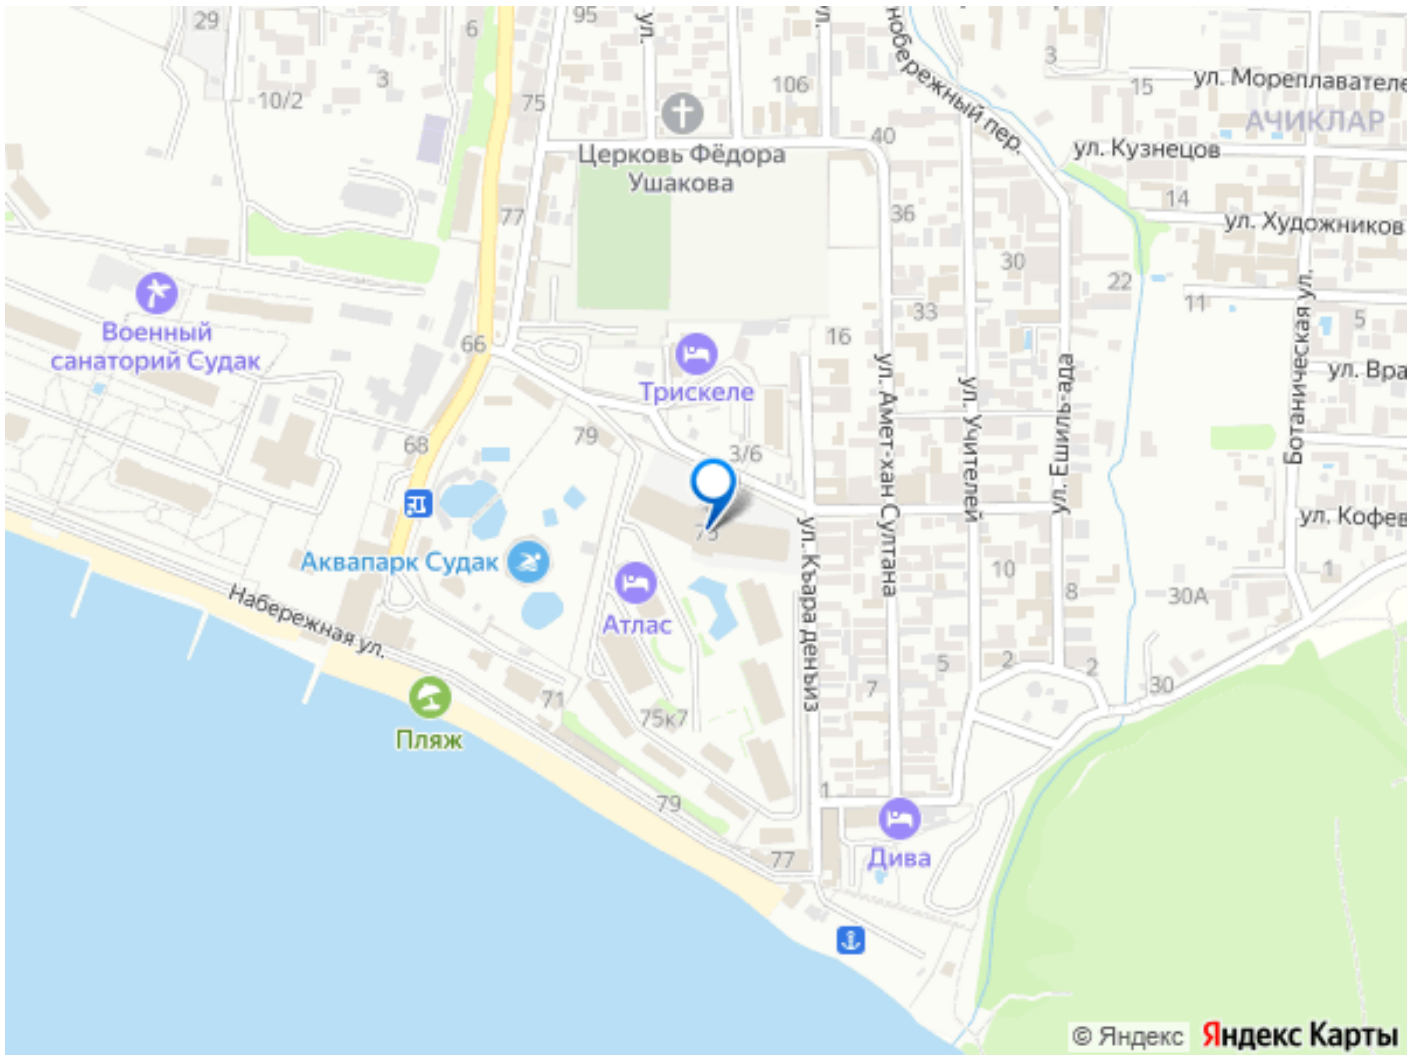 29
6
95
ул.
ул.
3
10/2
75
106
40
нобережный пер.
3
15
ул. Мореплавателе
АЧИКЛАР
ул. Кузнецов
Церковь Фёдора
Ушакова
14
77
36
ул. Художников
30
22
11
Военный
санаторий Судак
33
16
5
66
Трискеле
ул. Амет-хан Султана
ул. Учителей
ул. Ешиль-ада
Ботаническая ул.
ул. Вра
79
68
3/6
75
ул. Кофев
Аквапарк Судак
ул. Къара денъиз
10
8
30А
1
Набережная ул.
Атлас
5
2
2
7
30
71
75к7
Пляж
79
1
77
Дива
© Яндекс Яндекс Карты